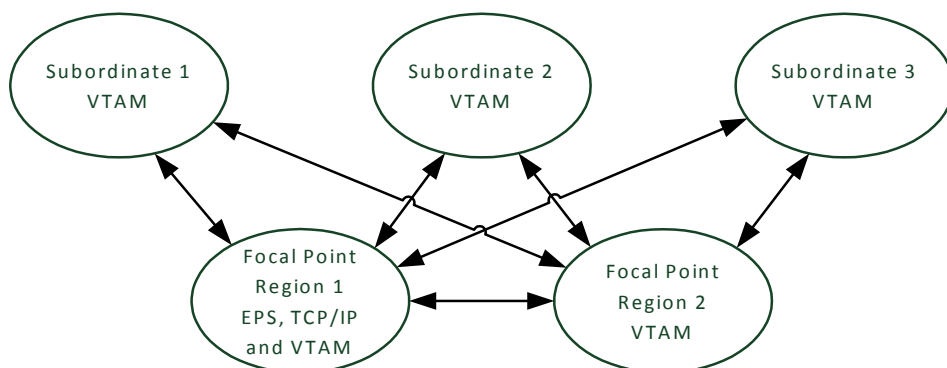 Subordinate 1
VTAM
Subordinate 2
VTAM
Subordinate 3
VTAM
Focal Point
Region 1
EPS, TCP/IP
and VTAM
Focal Point
Region 2
VTAM